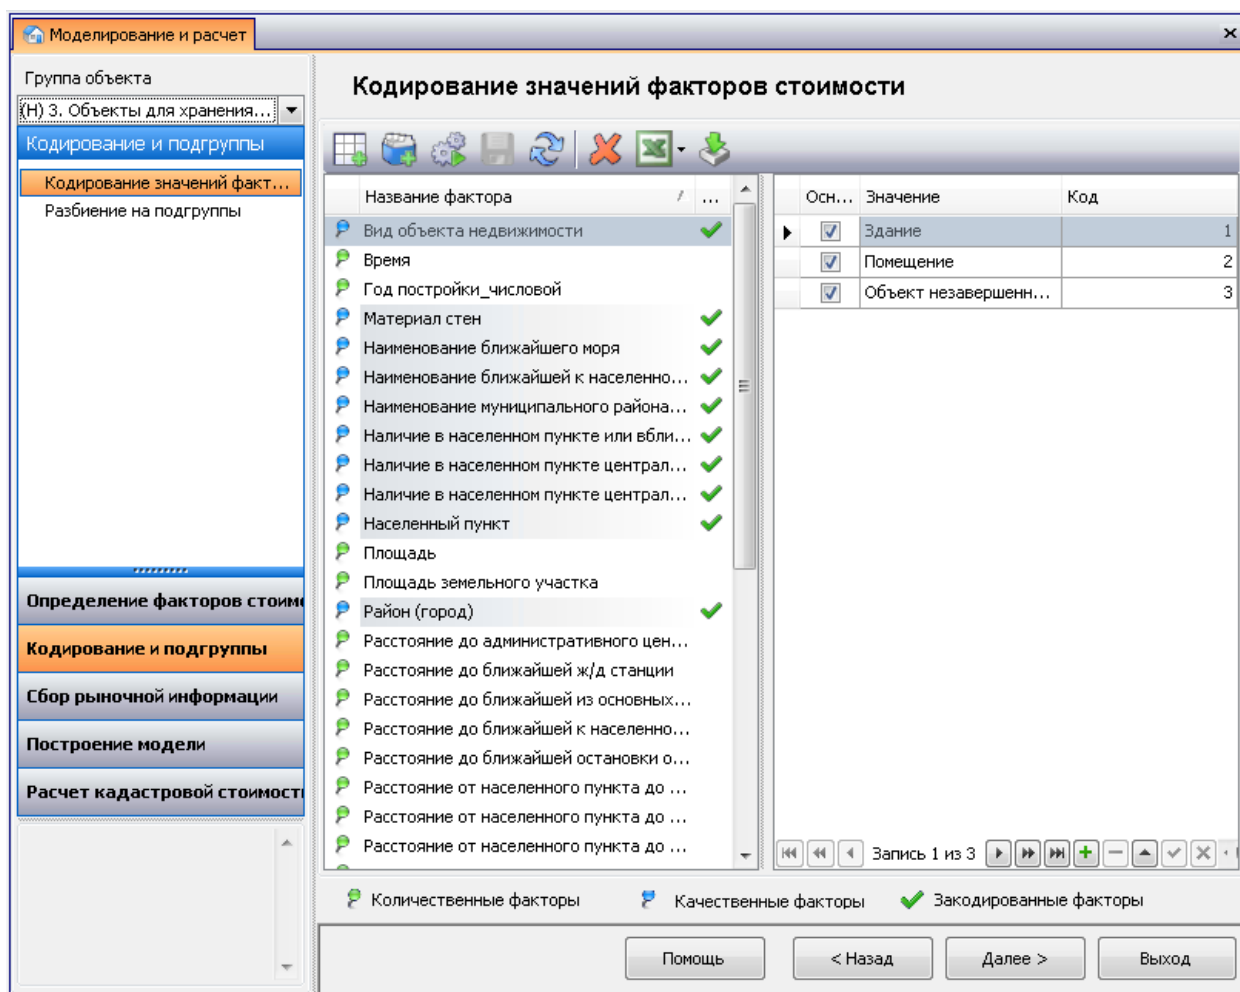 Моделирование и расчет
Группа объекта
(Н) 3. Объекты для хранения...
Кодирование и подгруппы
Кодирование значений факт...
Разбиение на подгруппы
Определение факторов стоим
Кодирование и подгруппы
Сбор рыночной информации
Построение модели
Расчет кадастровой стоимост
Кодирование значений факторов стоимости
Название фактора ...
Вид объекта недвижимости
Время
Год постройки_числовой
Материал стен
Наименование ближайшего моря
Наименование ближайшей к населенно...
Наименование муниципального района...
Наличие в населенном пункте или вбли...
Наличие в населенном пункте централ...
Наличие в населенном пункте централ...
Населенный пункт
Площадь
Площадь земельного участка
Район (город)
Расстояние до административного цен...
Расстояние до ближайшей ж/д станции
Расстояние до ближайшей из основных...
Расстояние до ближайшей к населенно...
Расстояние до ближайшей остановки о...
Расстояние от населенного пункта до ...
Расстояние от населенного пункта до ...
Расстояние от населенного пункта до ...
Осн... Значение Код
Здание 1
Помещение 2
Объект незавершенн... 3
Запись 1 из 3
Количественные факторы Качественные факторы Закодированные факторы
Помощь < Назад Далее > Выход